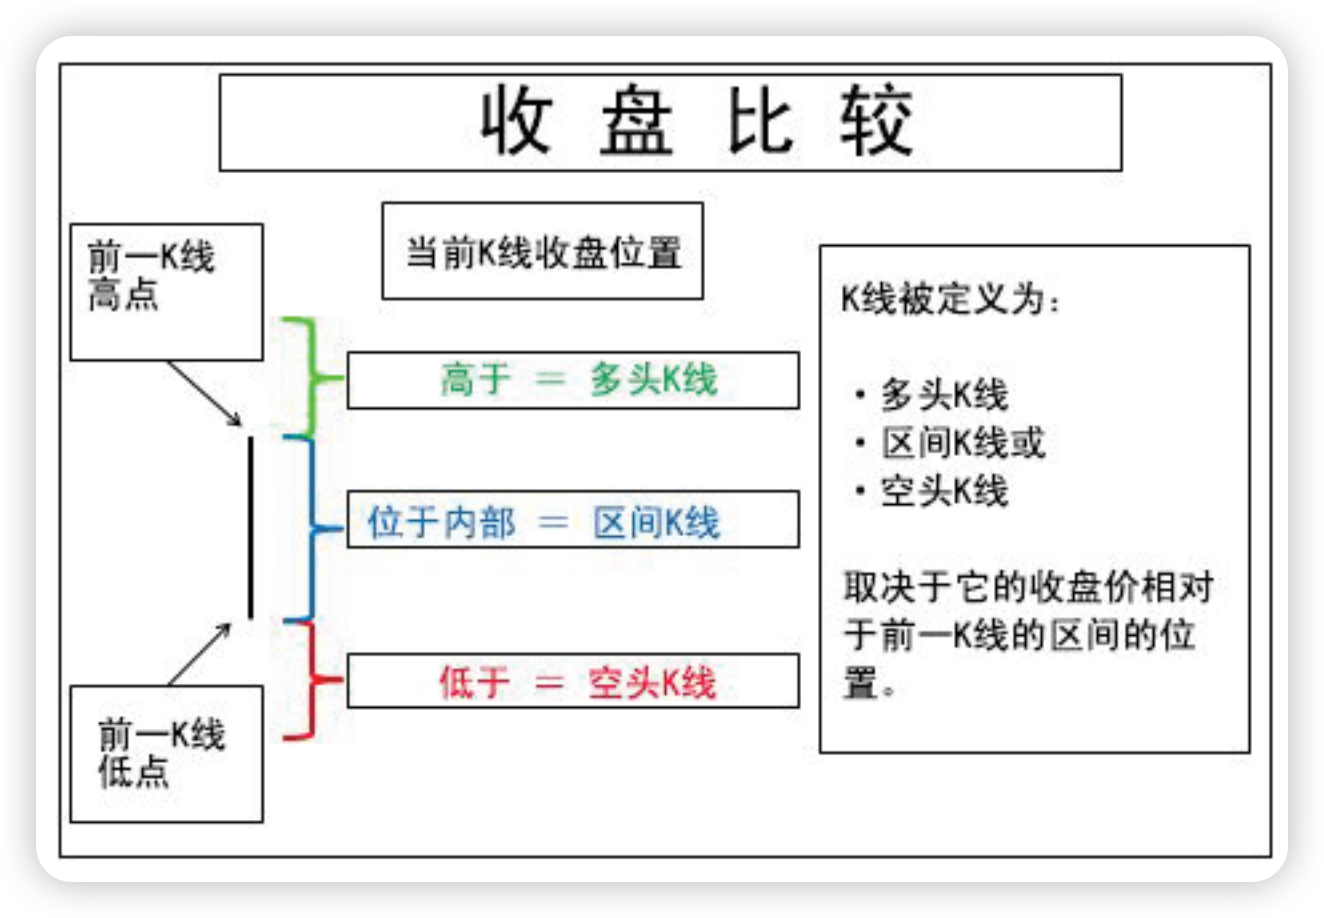 收盘比较
前一K线
高点
当前K线收盘位置
高于 = 多头K线
位于内部 = 区间K线
低于 = 空头K线
前一K线
低点
K线被定义为：
·多头K线
·区间K线或
·空头K线
取决于它的收盘价相对
于前一K线的区间的位
置。